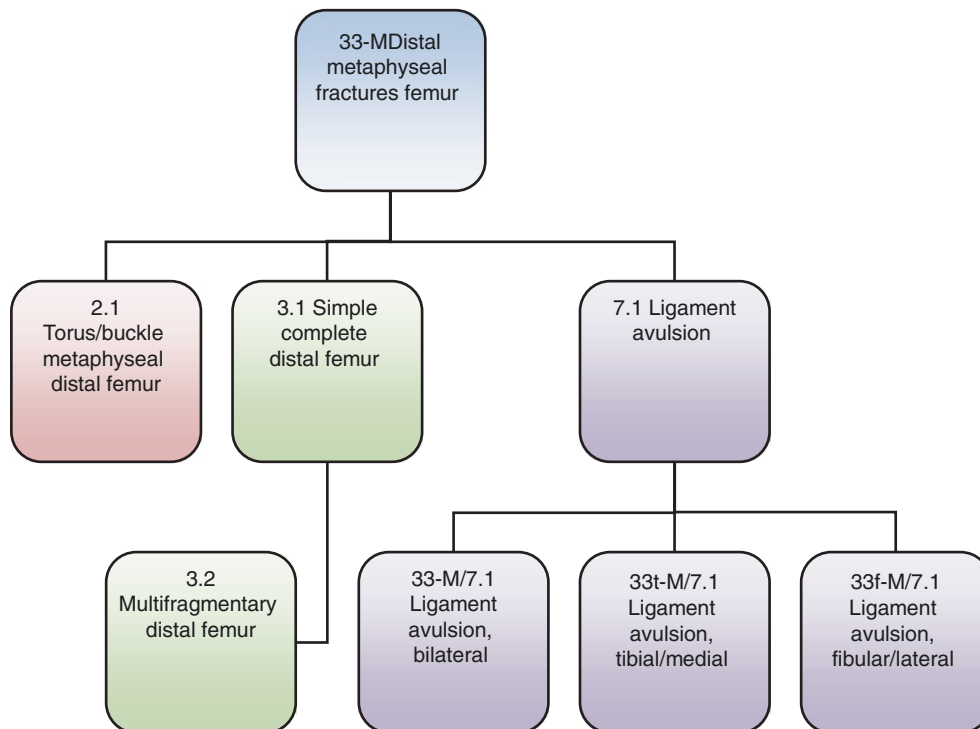 33-MDistal
metaphyseal
fractures femur
2.1
Torus/buckle
metaphyseal
distal femur
3.1 Simple
complete
distal femur
7.1 Ligament
avulsion
3.2
Multifragmentary
distal femur
33-M/7.1
Ligament
avulsion,
bilateral
33t-M/7.1
Ligament
avulsion,
tibial/medial
33f-M/7.1
Ligament
avulsion,
fibular/lateral